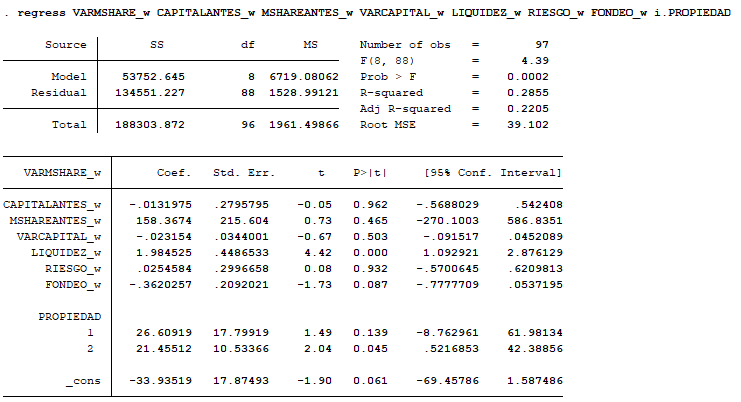 . regress VARMSHARE_w CAPITALANTES_w MSHAREANTES_w VARCAPITAL_w LIQUIDEZ_w RIESGO_w FONDEO_w i.PROPIEDAD
Source SS df MS Number of obs = 97
F(8, 88) = 4.39
Model 53752.645 8 6719.08062 Prob > F = 0.0002
Residual 134551.227 88 1528.99121 R-squared = 0.2855
Adj R-squared = 0.2205
Total 188303.872 96 1961.49866 Root MSE = 39.102
VARMSHARE_w Coef. Std. Err. t P>|t| [95% Conf. Interval]
CAPITALANTES_w -.0131975 .2795795 -0.05 0.962 -.5688029 .542408
MSHAREANTES_w 158.3674 215.604 0.73 0.465 -270.1003 586.8351
VARCAPITAL_w -.023154 .0344001 -0.67 0.503 -.091517 .0452089
LIQUIDEZ_w 1.984525 .4486533 4.42 0.000 1.092921 2.876129
RIESGO_w .0254584 .2996658 0.08 0.932 -.5700645 .6209813
FONDEO_w -.3620257 .2092021 -1.73 0.087 -.7777709 .0537195
PROPIEDAD
1 26.60919 17.79919 1.49 0.139 -8.762961 61.98134
2 21.45512 10.53366 2.04 0.045 .5216853 42.38856
_cons -33.93519 17.87493 -1.90 0.061 -69.45786 1.587486